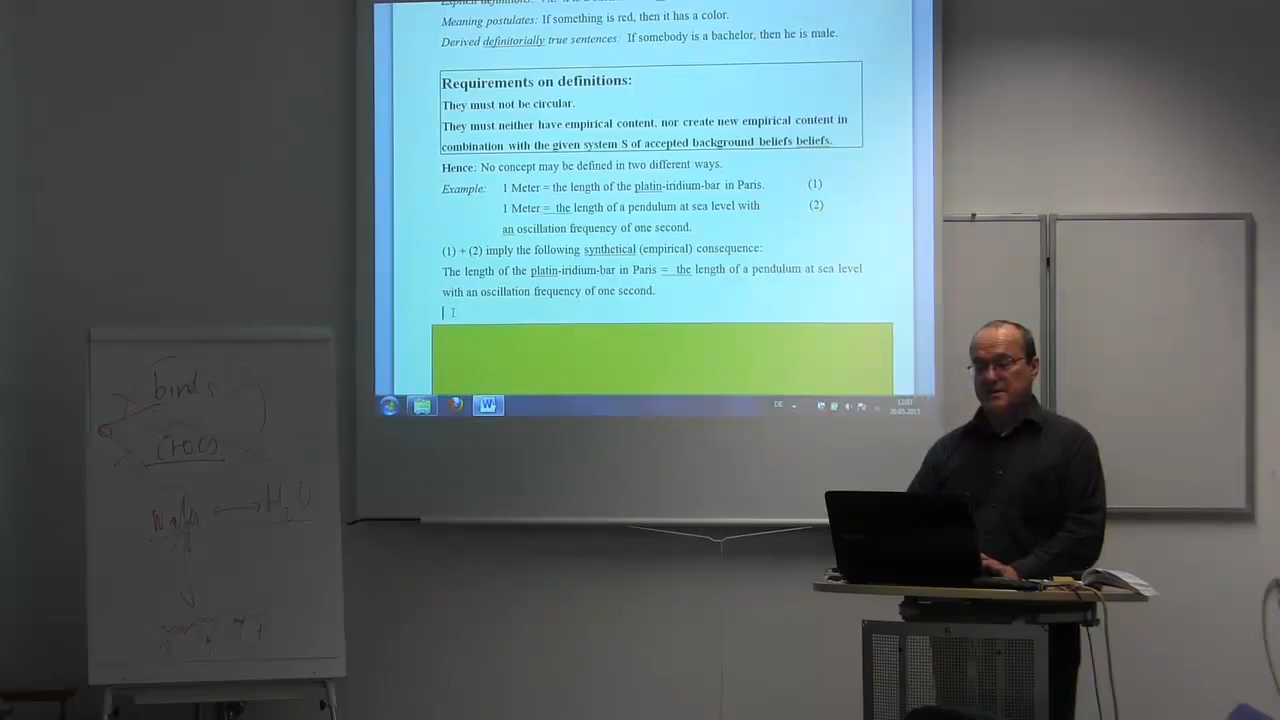 Meaning postulates: If something is red, then it has a color.
Derived definitorially true sentences: If somebody is a bachelor, then he is male.
Requirements on definitions:
They must not be circular.
They must neither have empirical content, nor create new empirical content in
combination with the given system S of accepted background beliefs beliefs.
Hence: No concept may be defined in two different ways.
Example: 1 Meter = the length of the platin-iridium-bar in Paris. (1)
1 Meter = the length of a pendulum at sea level with (2)
an oscillation frequency of one second.
(1) + (2) imply the following synthetical (empirical) consequence:
The length of the platin-iridium-bar in Paris = the length of a pendulum at sea level
with an oscillation frequency of one second.
DE
20.05.2015
birds
crocs
H2O